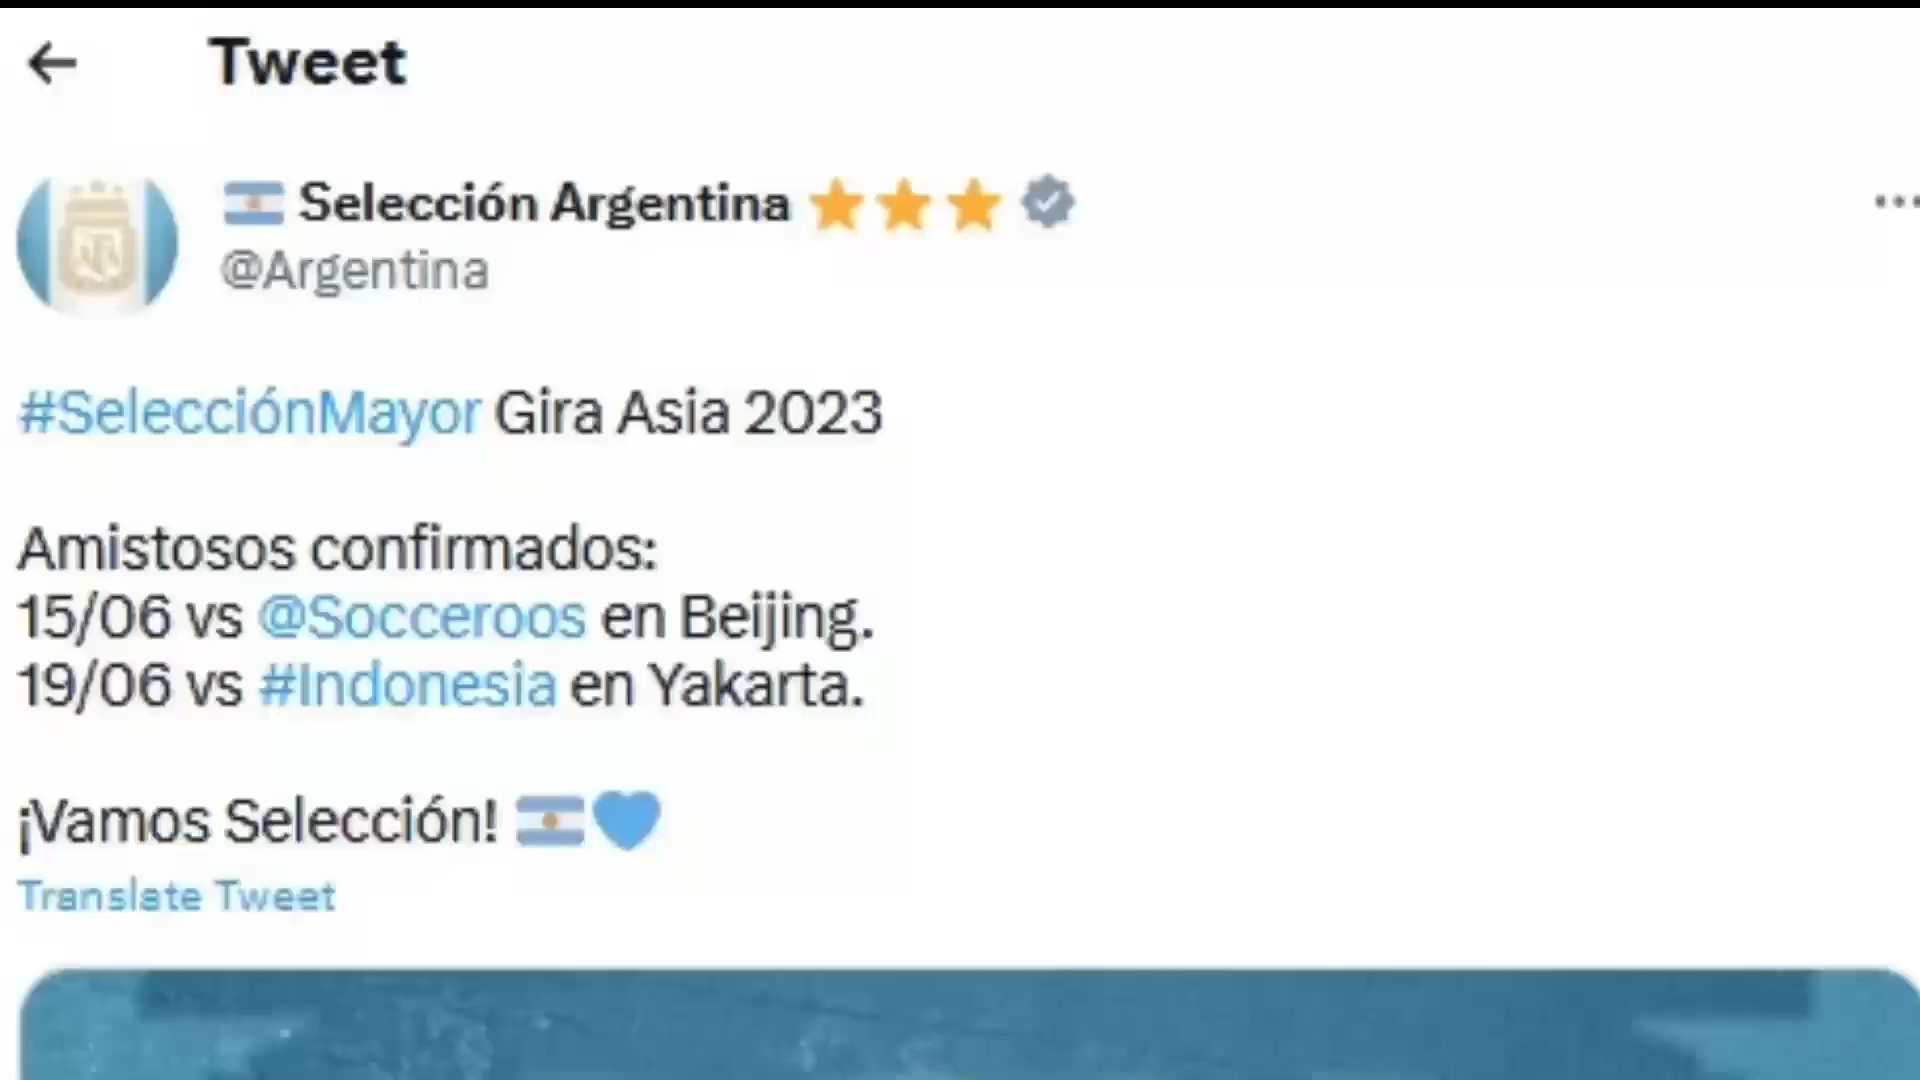 Tweet
Selección Argentina
@Argentina
#SelecciónMayor Gira Asia 2023
Amistosos confirmados:
15/06 vs @Socceroos en Beijing.
19/06 vs #Indonesia en Yakarta.
¡Vamos Selección!
Translate Tweet